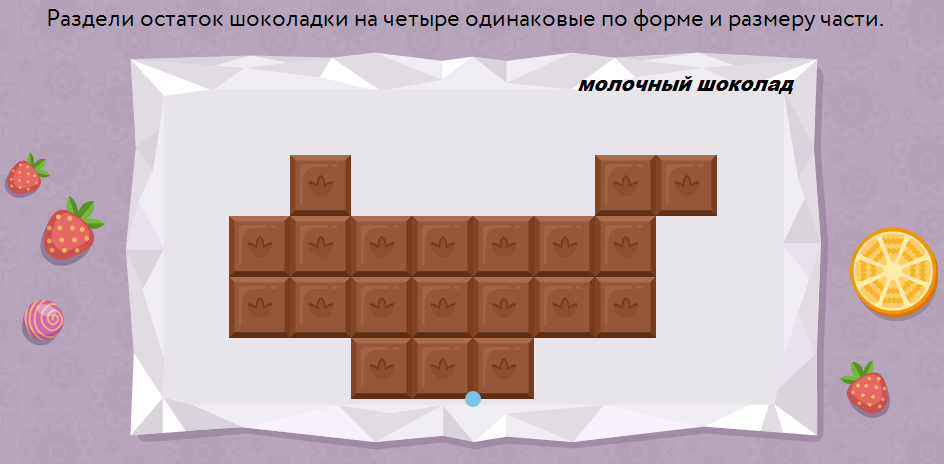 Раздели остаток шоколадки на четыре одинаковые по форме и размеру части.
молочный шоколад